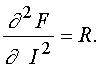 ∂²F / ∂ I² = R.